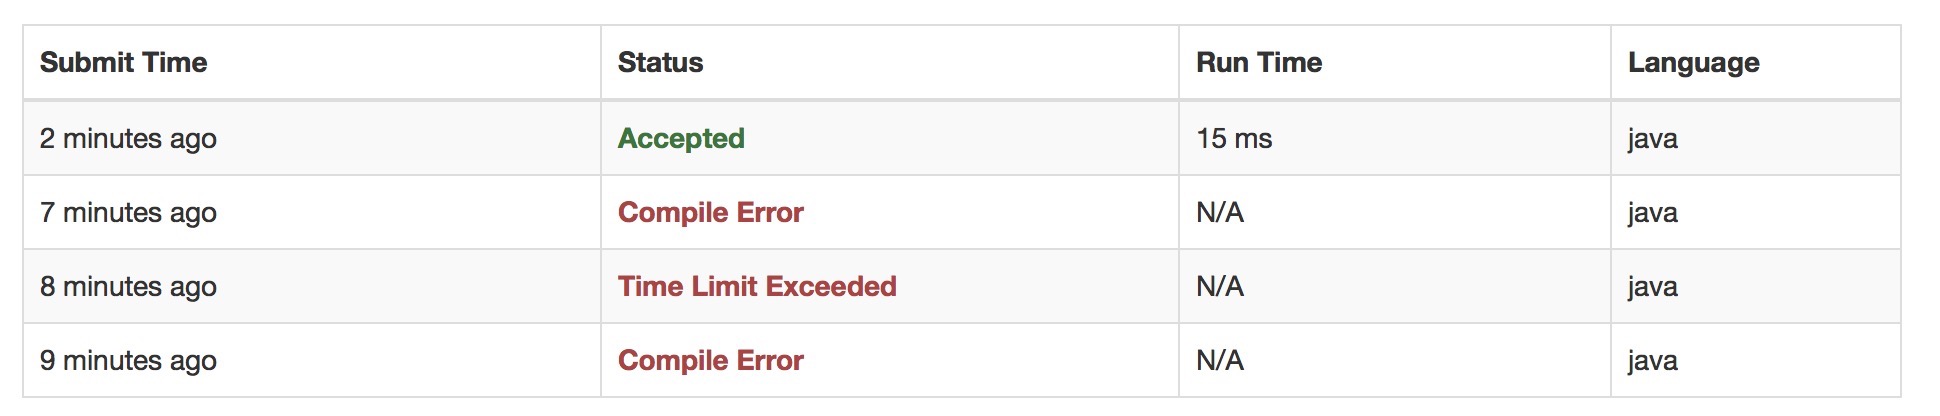 Submit Time Status Run Time Language
2 minutes ago Accepted 15 ms java
7 minutes ago Compile Error N/A java
8 minutes ago Time Limit Exceeded N/A java
9 minutes ago Compile Error N/A java